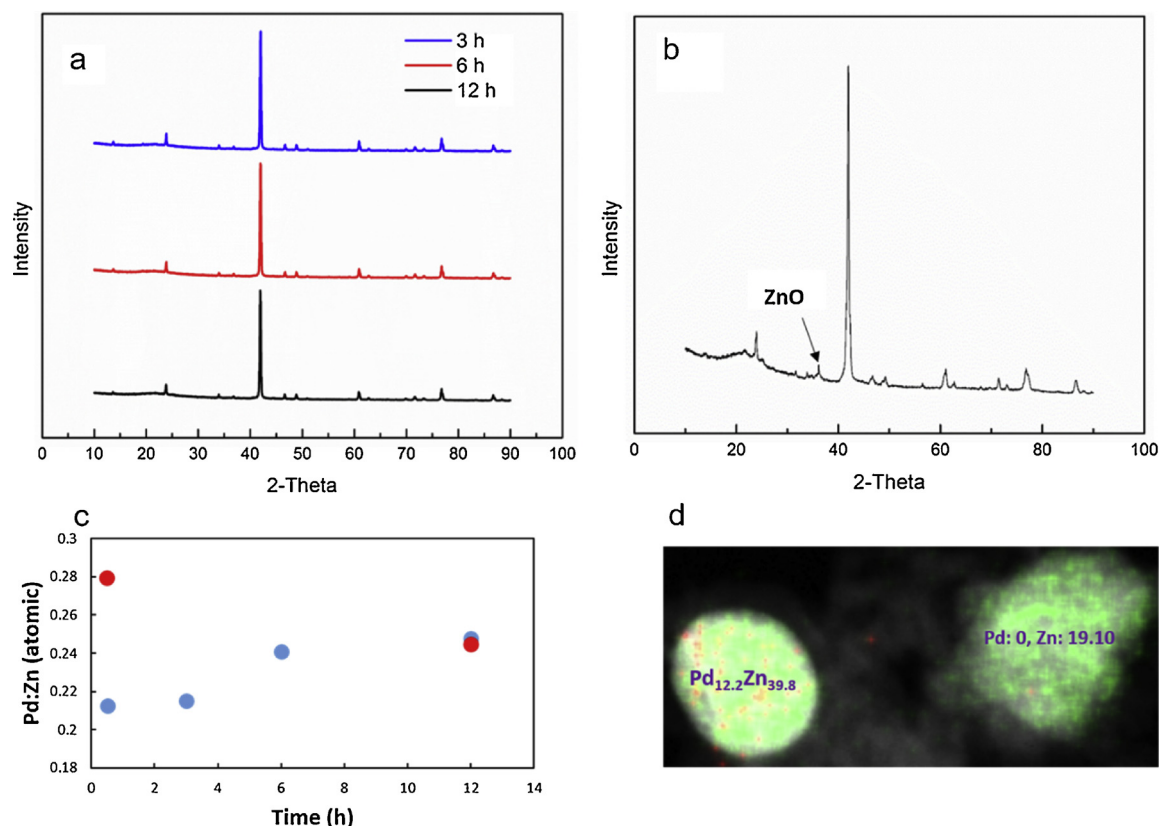 a
3 h
6 h
12 h
Intensity
0 10 20 30 40 50 60 70 80 90 100
2-Theta
b
ZnO
Intensity
0 20 40 60 80 100
2-Theta
c
0.3
0.28
0.26
0.24
0.22
0.2
0.18
Pd:Zn (atomic)
0 2 4 6 8 10 12 14
Time (h)
d
Pd12.2Zn39.8
Pd: 0, Zn: 19.10